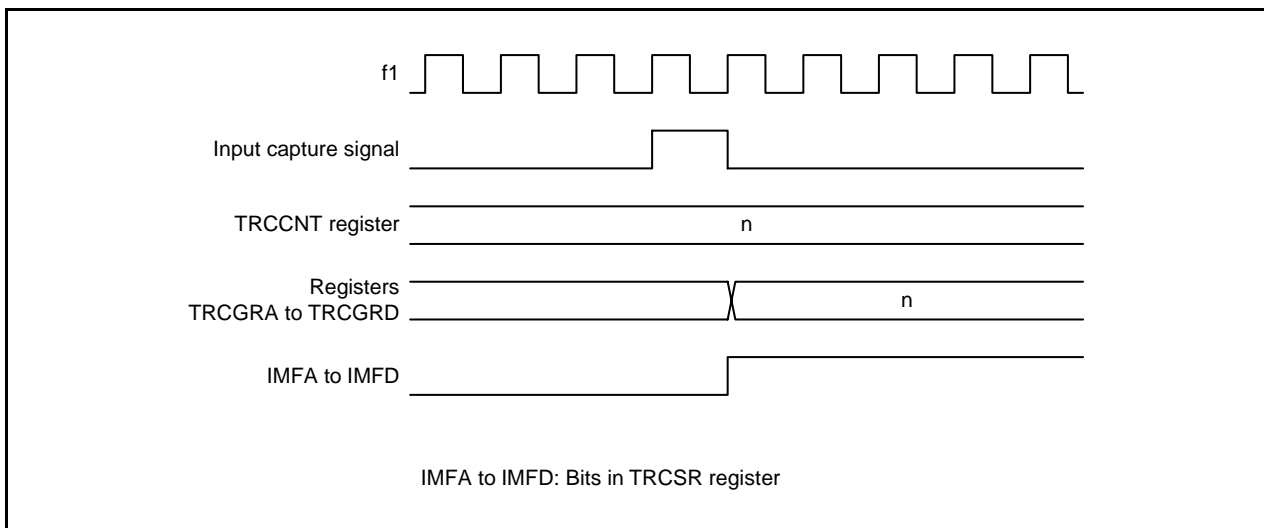 f1
Input capture signal
TRCCNT register
n
Registers
TRCGRA to TRCGRD
n
IMFA to IMFD
IMFA to IMFD: Bits in TRCSR register